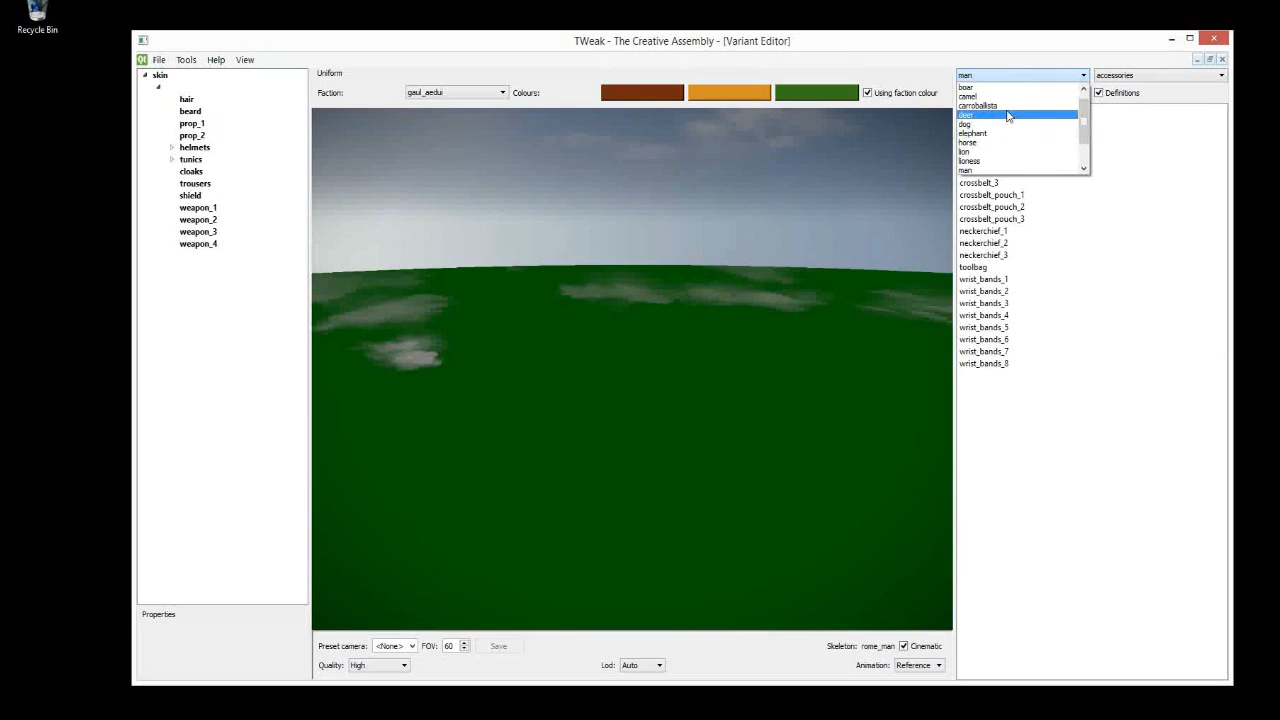 Recycle Bin
TWeak - The Creative Assembly - [Variant Editor]
File Tools Help View
skin
hair
beard
prop_1
prop_2
helmets
tunics
cloaks
trousers
shield
weapon_1
weapon_2
weapon_3
weapon_4
Properties
Uniform
Faction: gaul_aedui Colours: Using faction colour
Preset camera: <None> FOV: 60 Save Skeleton: rome_man Cinematic
Quality: High Lod: Auto Animation: Reference
man accessories
Definitions
boar
camel
carroballista
deer
dog
elephant
horse
lion
lioness
man
crossbelt_3
crossbelt_pouch_1
crossbelt_pouch_2
crossbelt_pouch_3
neckerchief_1
neckerchief_2
neckerchief_3
toolbag
wrist_bands_1
wrist_bands_2
wrist_bands_3
wrist_bands_4
wrist_bands_5
wrist_bands_6
wrist_bands_7
wrist_bands_8